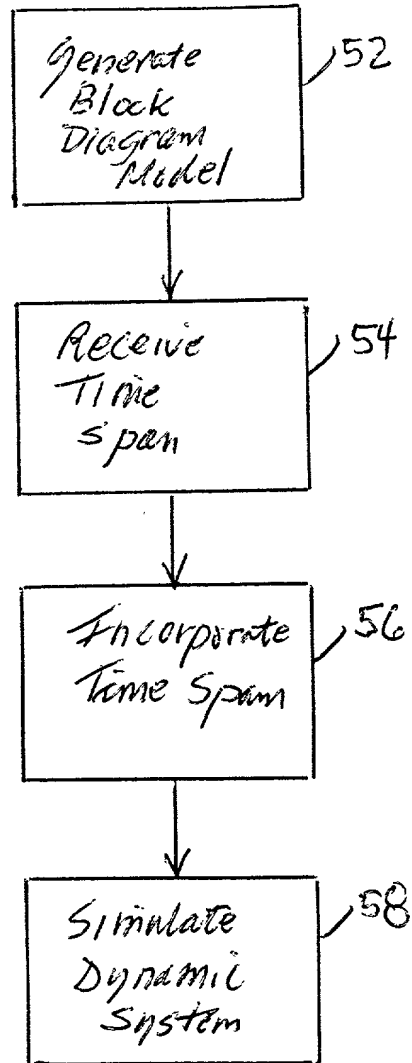 Generate
Block
Diagram
Model
52
Receive
Time
Span
54
Incorporate
Time Span
56
Simulate
Dynamic
System
58